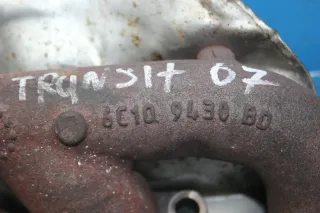 TRANSIT 07
6C1Q 9430 BD